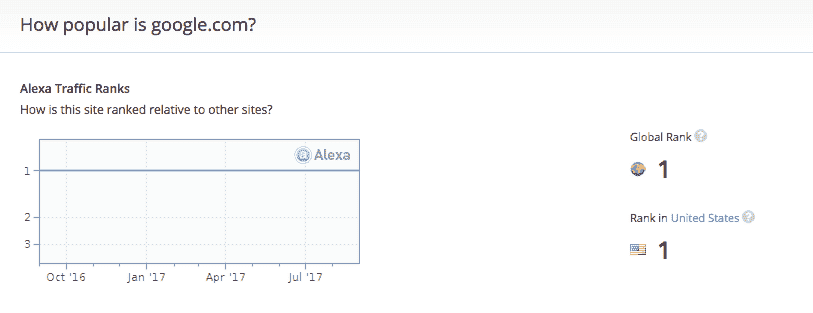 How popular is google.com?
Alexa Traffic Ranks
How is this site ranked relative to other sites?
Alexa
1
2
3
Oct '16 Jan '17 Apr '17 Jul '17
Global Rank ?
1
Rank in United States ?
1